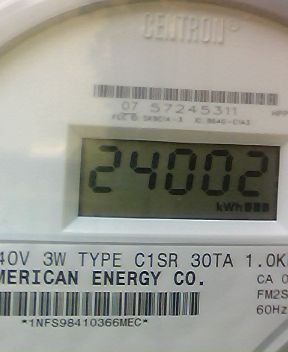 CENTRON®
07 57245311
24002
kWh
40V 3W TYPE C1SR 30TA 1.0K
MERICAN ENERGY CO.
CA 0
FM2S
60Hz
*1NFS98410366MEC*